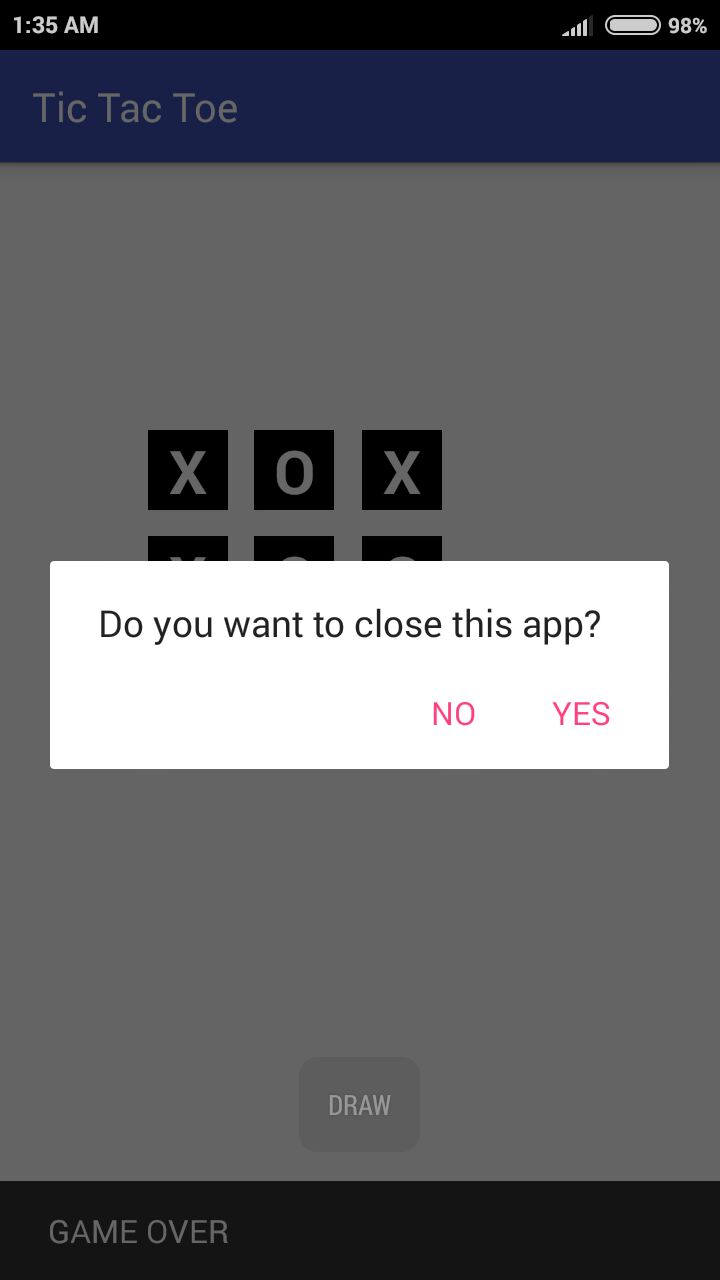 1:35 AM 98%
Tic Tac Toe
X O X
Do you want to close this app?
NO YES
DRAW
GAME OVER